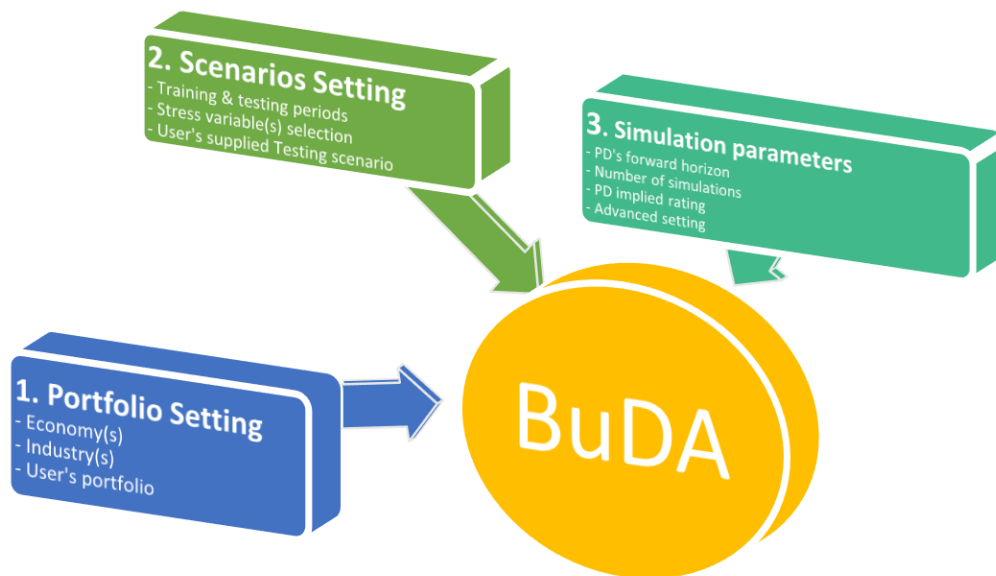 1. Portfolio Setting
- Economy(s)
- Industry(s)
- User's portfolio
2. Scenarios Setting
- Training & testing periods
- Stress variable(s) selection
- User's supplied Testing scenario
3. Simulation parameters
- PD's forward horizon
- Number of simulations
- PD implied rating
- Advanced setting
BuDA